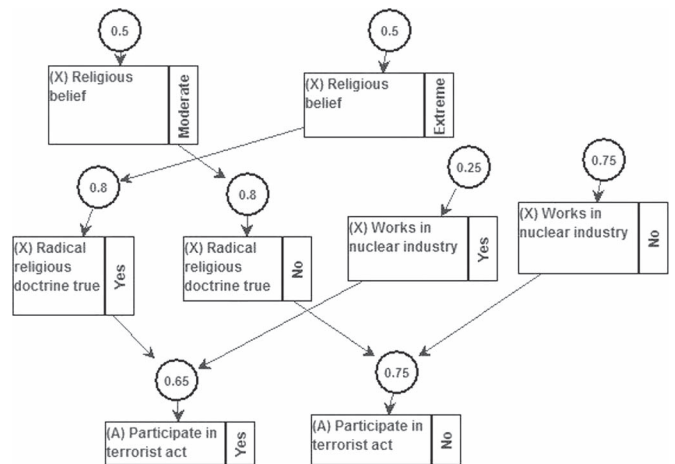 0.5
0.5
(X) Religious
belief
Moderate
(X) Religious
belief
Extreme
0.8
0.8
0.25
0.75
(X) Radical
religious
doctrine true
Yes
(X) Radical
religious
doctrine true
No
(X) Works in
nuclear industry
Yes
(X) Works in
nuclear industry
No
0.65
0.75
(A) Participate in
terrorist act
Yes
(A) Participate in
terrorist act
No